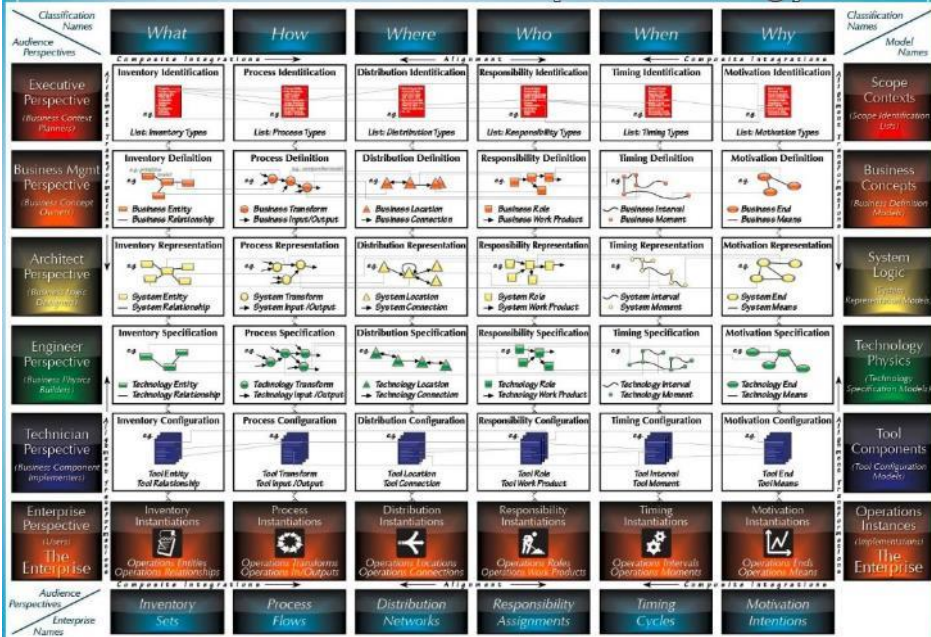 Classification
Names
Audience
Perspectives
What
How
Where
Who
When
Why
Classification
Names
Model
Names
Composite Integrations
Alignment
Composite Integrations
Executive
Perspective
(Business Context
Planners)
Alignment
Transformations
Inventory Identification
e.g.
List: Inventory Types
Process Identification
e.g.
List: Process Types
Distribution Identification
e.g.
List: Distribution Types
Responsibility Identification
e.g.
List: Responsibility Types
Timing Identification
e.g.
List: Timing Types
Motivation Identification
e.g.
List: Motivation Types
Alignment
Transformations
Scope
Contexts
(Scope Identification
Lists)
Business Mgmt
Perspective
(Business Concept
Owners)
Inventory Definition
e.g.
Business Entity
Business Relationship
Process Definition
e.g.
Business Transform
Business Input/Output
Distribution Definition
e.g.
Business Location
Business Connection
Responsibility Definition
e.g.
Business Role
Business Work Product
Timing Definition
e.g.
Business Interval
Business Moment
Motivation Definition
e.g.
Business End
Business Means
Business
Concepts
(Business Definition
Models)
Architect
Perspective
(Business Logic
Inventory Representation
e.g.
System Entity
System Relationship
Process Representation
e.g.
System Transform
System Input/Output
Distribution Representation
e.g.
System Location
System Connection
Responsibility Representation
e.g.
System Role
System Work Product
Timing Representation
e.g.
System Interval
System Moment
Motivation Representation
e.g.
System End
System Means
System
Logic
Representation Models)
Engineer
Perspective
(Business Physics
Builders)
Inventory Specification
e.g.
Technology Entity
Technology Relationship
Process Specification
e.g.
Technology Transform
Technology Input/Output
Distribution Specification
e.g.
Technology Location
Technology Connection
Responsibility Specification
e.g.
Technology Role
Technology Work Product
Timing Specification
e.g.
Technology Interval
Technology Moment
Motivation Specification
e.g.
Technology End
Technology Means
Technology
Physics
(Technology
Specification Models)
Technician
Perspective
(Business Component
Implementers)
Alignment
Transformations
Inventory Configuration
e.g.
Tool Entity
Tool Relationship
Process Configuration
e.g.
Tool Transform
Tool Input/Output
Distribution Configuration
e.g.
Tool Location
Tool Connection
Responsibility Configuration
e.g.
Tool Role
Tool Work Product
Timing Configuration
e.g.
Tool Interval
Tool Moment
Motivation Configuration
e.g.
Tool End
Tool Means
Alignment
Transformations
Tool
Components
(Tool Configuration
Models)
Enterprise
Perspective
(Users)
The
Enterprise
Inventory
Instantiations
Operations Entities
Operations Relationships
Process
Instantiations
Operations Transforms
Operations In/Outputs
Distribution
Instantiations
Operations Locations
Operations Connections
Responsibility
Instantiations
Operations Roles
Operations Work Products
Timing
Instantiations
Operations Intervals
Operations Moments
Motivation
Instantiations
Operations Ends
Operations Means
Operations
Instances
(Implementations)
The
Enterprise
Composite Integrations
Alignment
Composite Integrations
Audience
Perspectives
Enterprise
Names
Inventory
Sets
Process
Flows
Distribution
Networks
Responsibility
Assignments
Timing
Cycles
Motivation
Intentions